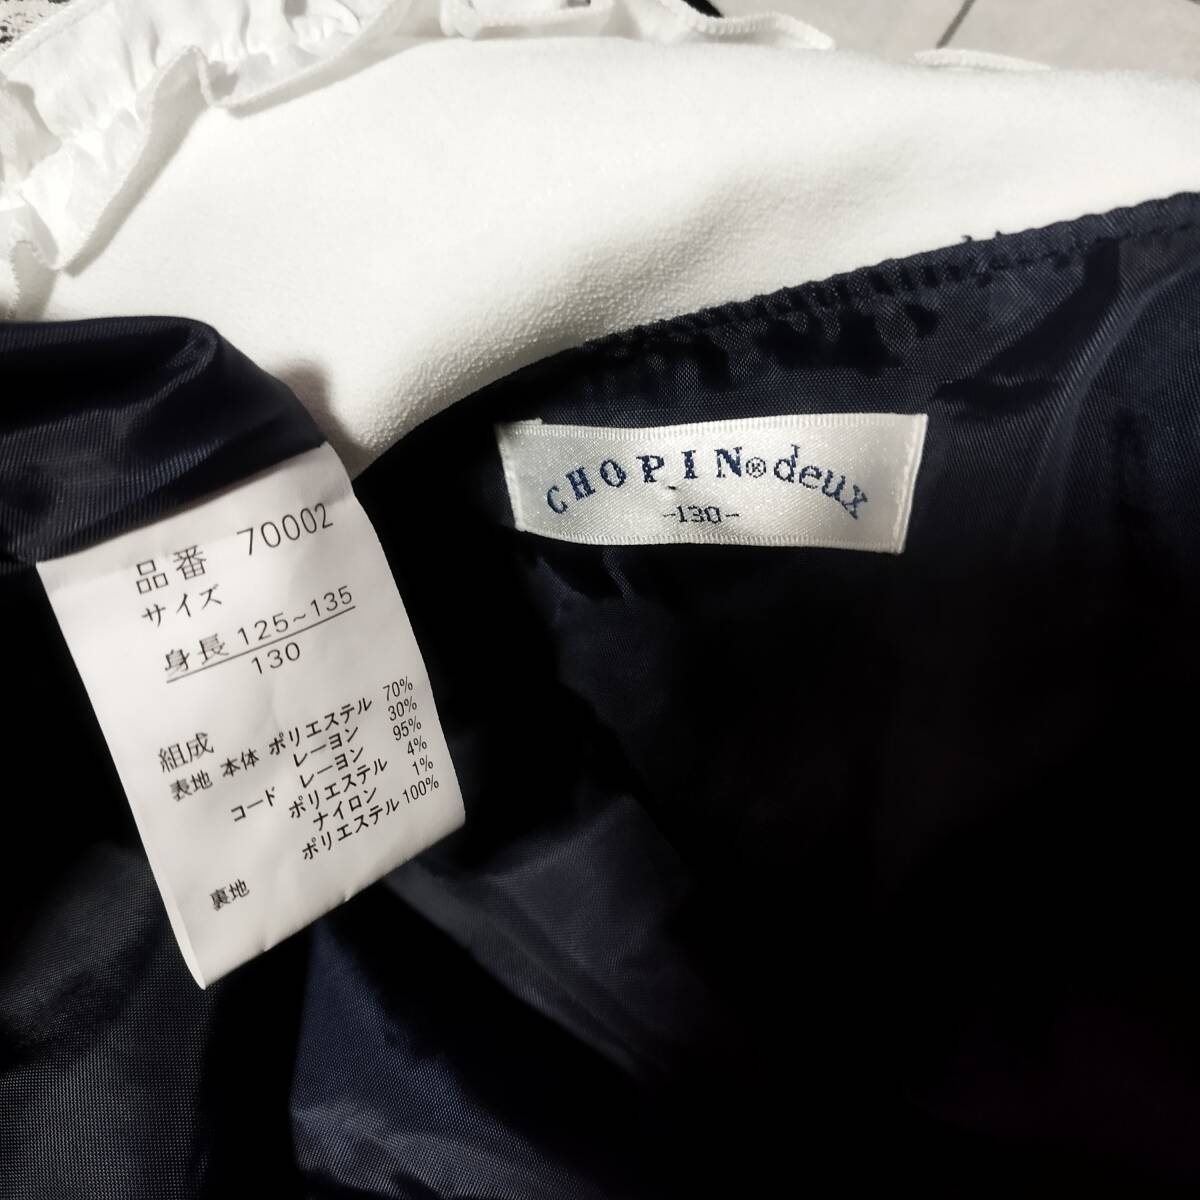 CHOPIN®deux
-130-
品番 70002
サイズ
身長 125~135
130
組成
表地 本体 ポリエステル 70%
レーヨン 30%
コード レーヨン 95%
ポリエステル 4%
ナイロン 1%
裏地 ポリエステル 100%